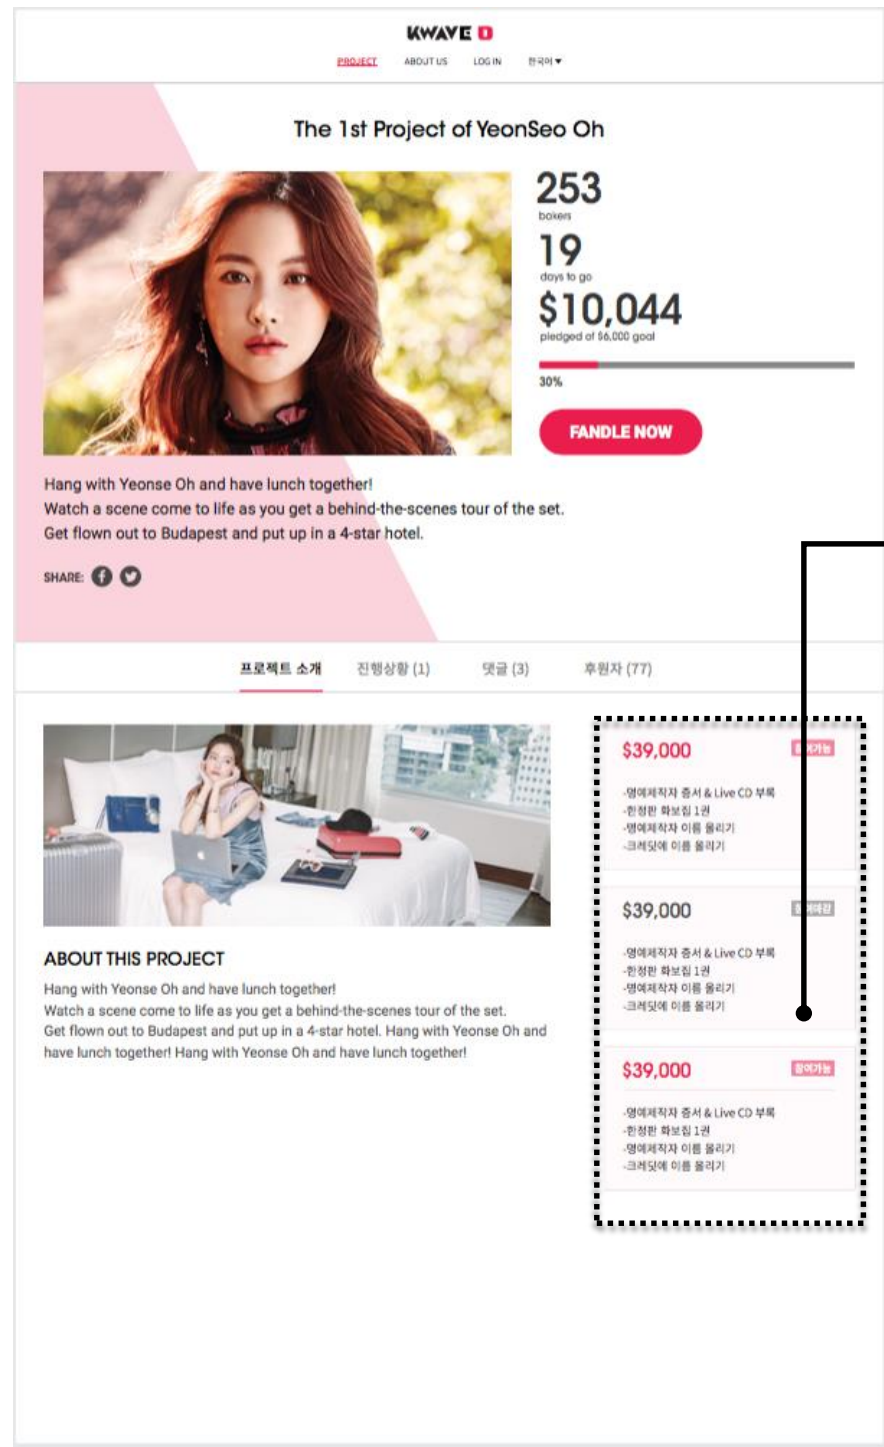 KWAVE D
PROJECT ABOUT US LOG IN 한국어 ▼
The 1st Project of YeonSeo Oh
253
bakers
19
days to go
$10,044
pledged of $6,000 goal
30%
FANDLE NOW
Hang with Yeonse Oh and have lunch together!
Watch a scene come to life as you get a behind-the-scenes tour of the set.
Get flown out to Budapest and put up in a 4-star hotel.
SHARE:
프로젝트 소개 진행상황 (1) 댓글 (3) 후원자 (77)
$39,000
-명예제작자 증서 & Live CD 부록
-한정판 화보집 1권
-명예제작자 이름 올리기
-크레딧에 이름 올리기
$39,000
-명예제작자 증서 & Live CD 부록
-한정판 화보집 1권
-명예제작자 이름 올리기
-크레딧에 이름 올리기
ABOUT THIS PROJECT
Hang with Yeonse Oh and have lunch together!
Watch a scene come to life as you get a behind-the-scenes tour of the set.
Get flown out to Budapest and put up in a 4-star hotel. Hang with Yeonse Oh and
have lunch together! Hang with Yeonse Oh and have lunch together!
$39,000 참여가능
-명예제작자 증서 & Live CD 부록
-한정판 화보집 1권
-명예제작자 이름 올리기
-크레딧에 이름 올리기